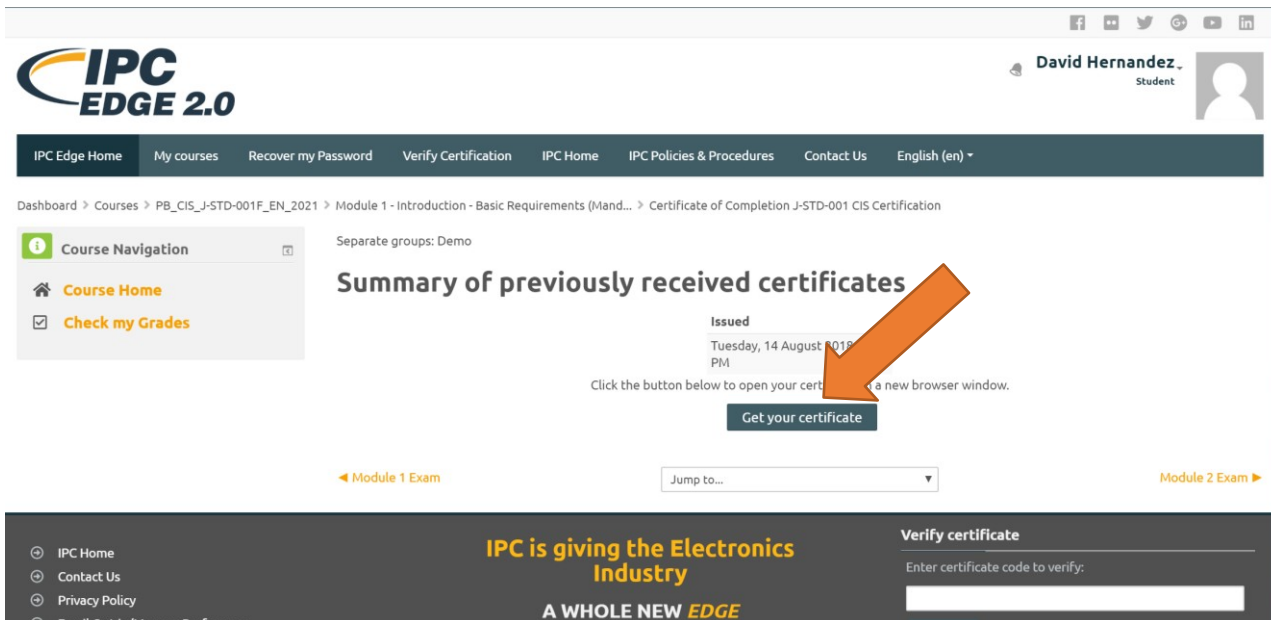 IPC
EDGE 2.0
David Hernandez
Student
IPC Edge Home My courses Recover my Password Verify Certification IPC Home IPC Policies & Procedures Contact Us English (en)
Dashboard > Courses > PB_CIS_J-STD-001F_EN_2021 > Module 1 - Introduction - Basic Requirements (Mand... > Certificate of Completion J-STD-001 CIS Certification
Course Navigation
Course Home
Check my Grades
Separate groups: Demo
Summary of previously received certificates
Issued
Tuesday, 14 August 2018
PM
Click the button below to open your a new browser window.
Get your certificate
◄ Module 1 Exam
Jump to...
Module 2 Exam ►
IPC Home
Contact Us
Privacy Policy
IPC is giving the Electronics
Industry
A WHOLE NEW EDGE
Verify certificate
Enter certificate code to verify: